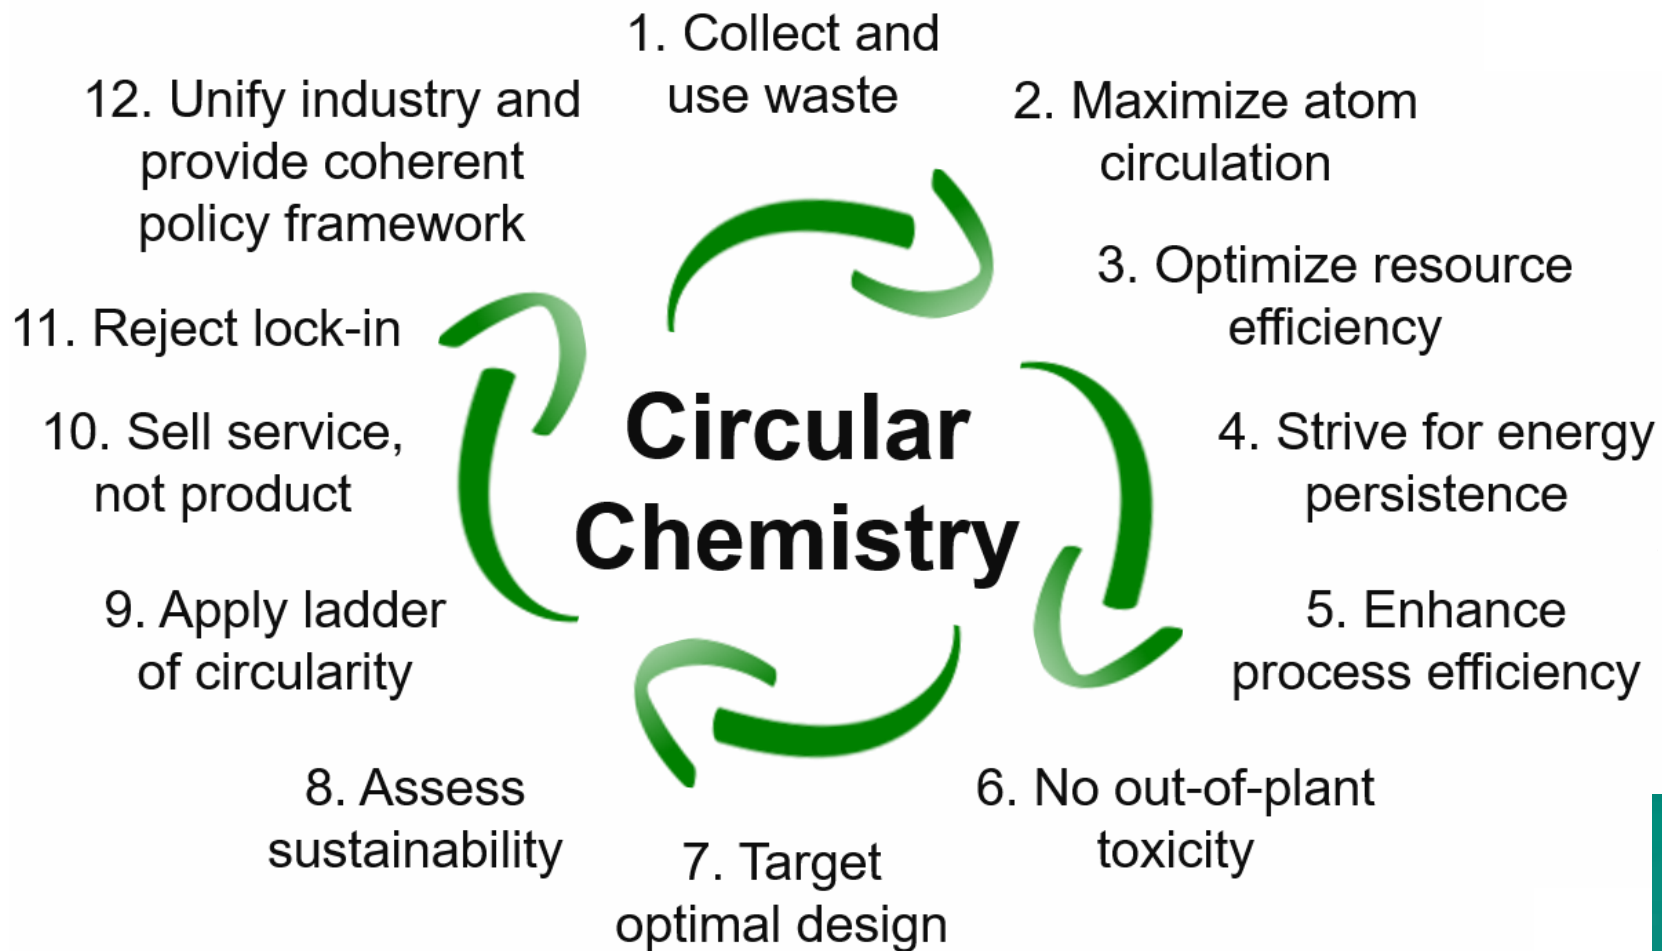 1. Collect and
use waste
2. Maximize atom
circulation
3. Optimize resource
efficiency
4. Strive for energy
persistence
5. Enhance
process efficiency
6. No out-of-plant
toxicity
7. Target
optimal design
8. Assess
sustainability
9. Apply ladder
of circularity
10. Sell service,
not product
11. Reject lock-in
12. Unify industry and
provide coherent
policy framework
Circular
Chemistry